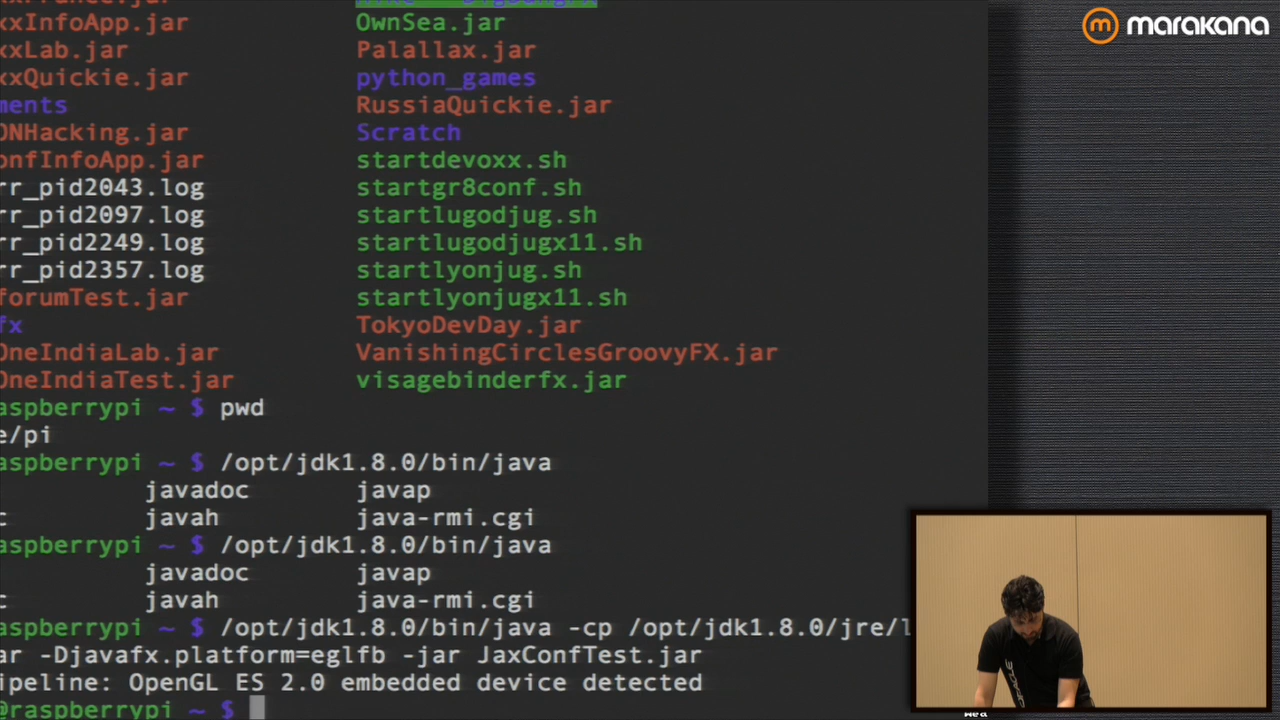 marakana
xxInfoApp.jar OwnSea.jar
xxLab.jar Palallax.jar
xxQuickie.jar python_games
ments RussiaQuickie.jar
ONHacking.jar Scratch
onfInfoApp.jar startdevoxx.sh
rr_pid2043.log startgr8conf.sh
rr_pid2097.log startlugodjug.sh
rr_pid2249.log startlugodjugx11.sh
rr_pid2357.log startlyonjug.sh
forumTest.jar startlyonjugx11.sh
fx TokyoDevDay.jar
OneIndiaLab.jar VanishingCirclesGroovyFX.jar
OneIndiaTest.jar visagebinderfx.jar
aspberrypi ~ $ pwd
e/pi
aspberrypi ~ $ /opt/jdk1.8.0/bin/java
javadoc javap
c javah java-rmi.cgi
aspberrypi ~ $ /opt/jdk1.8.0/bin/java
javadoc javap
c javah java-rmi.cgi
raspberrypi ~ $ /opt/jdk1.8.0/bin/java -cp /opt/jdk1.8.0/jre/l
ar -Djavafx.platform=eglfb -jar JaxConfTest.jar
ipeline: OpenGL ES 2.0 embedded device detected
@raspberrypi ~ $